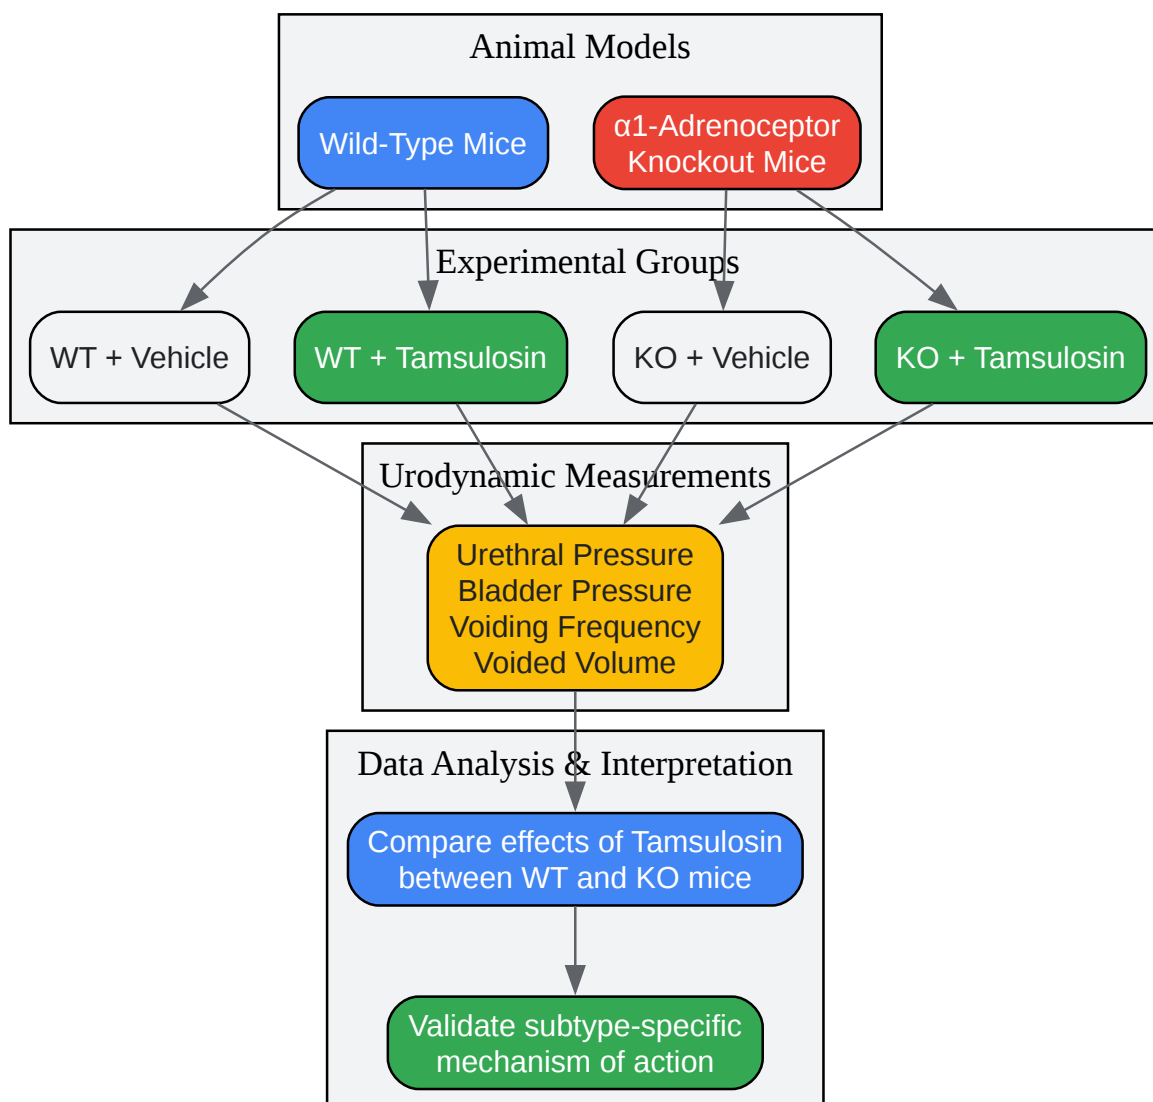 Animal Models
Wild-Type Mice
α1-Adrenoceptor
Knockout Mice
Experimental Groups
WT + Vehicle
WT + Tamsulosin
KO + Vehicle
KO + Tamsulosin
Urodynamic Measurements
Urethral Pressure
Bladder Pressure
Voiding Frequency
Voided Volume
Data Analysis & Interpretation
Compare effects of Tamsulosin
between WT and KO mice
Validate subtype-specific
mechanism of action